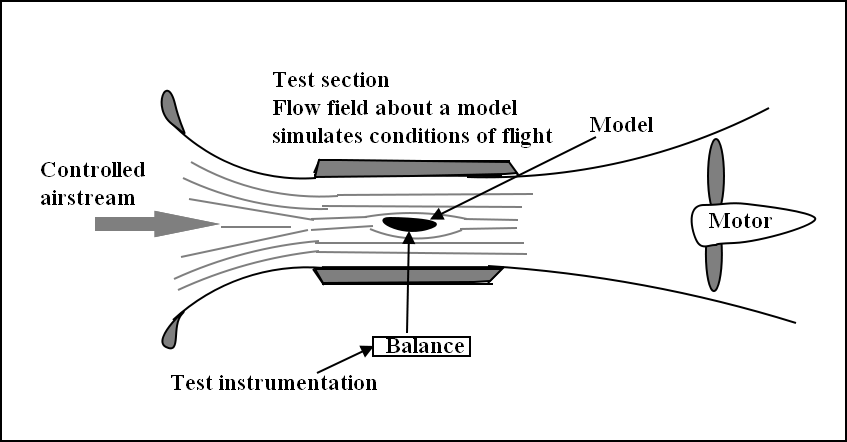 Test section
Flow field about a model
simulates conditions of flight
Model
Controlled
airstream
Motor
Balance
Test instrumentation